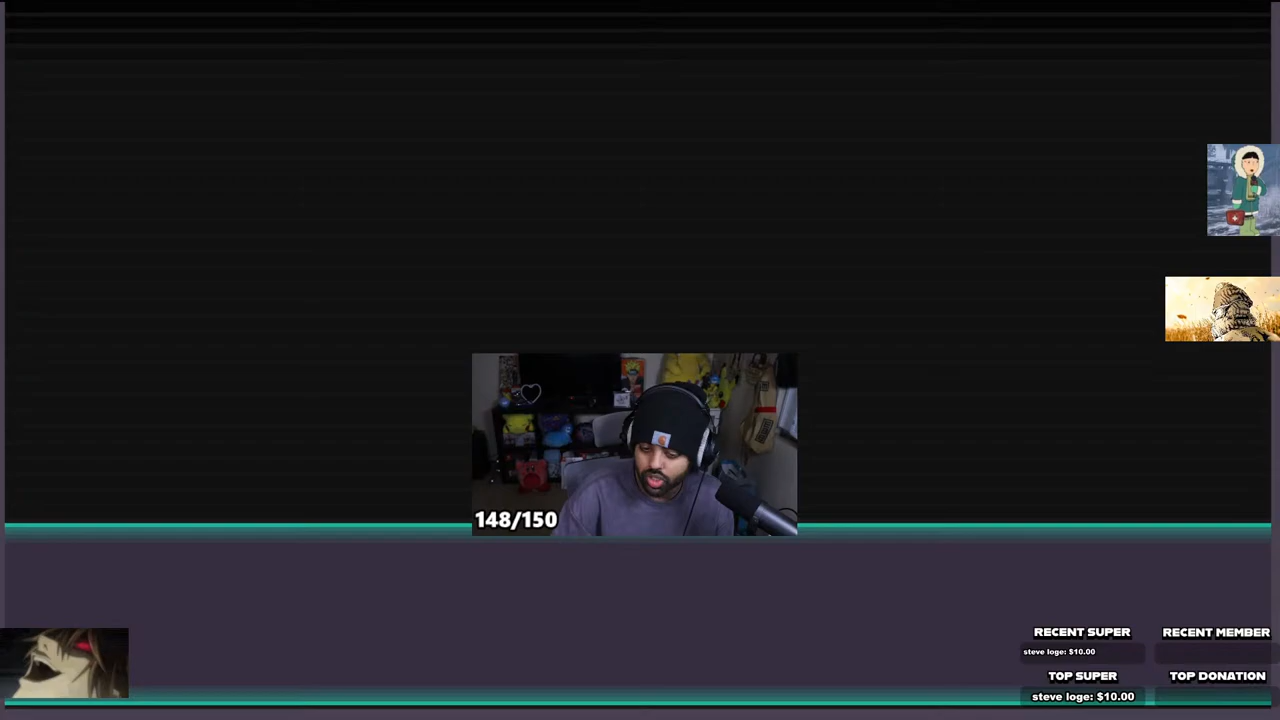 148/150
RECENT SUPER
steve loge: $10.00
RECENT MEMBER
TOP SUPER
steve loge: $10.00
TOP DONATION